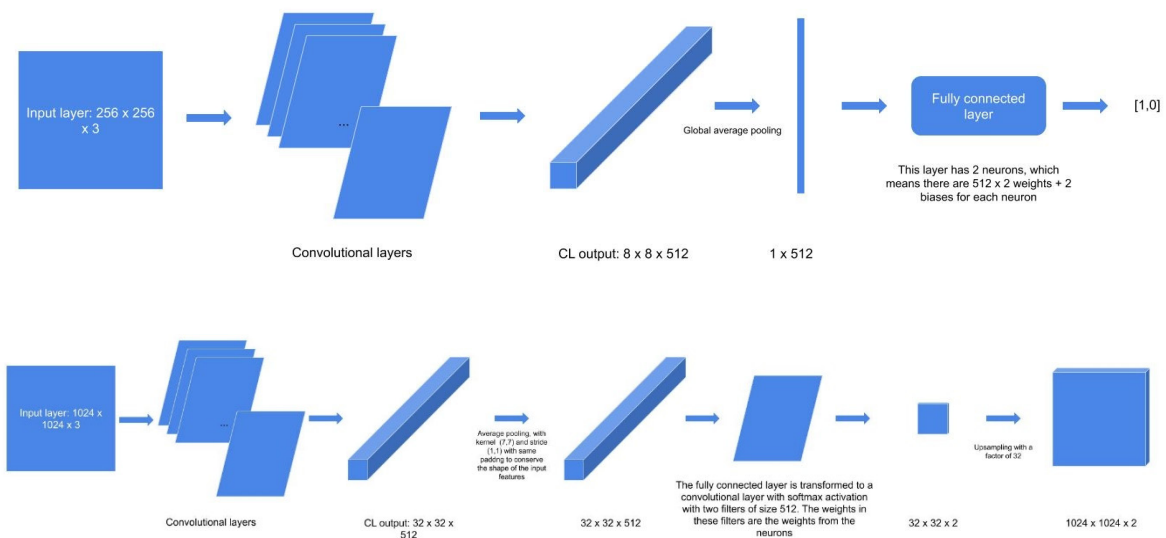 Input layer: 256 x 256
x 3
...
Convolutional layers
CL output: 8 x 8 x 512
Global average pooling
1 x 512
Fully connected
layer
This layer has 2 neurons, which
means there are 512 x 2 weights + 2
biases for each neuron
[1,0]
Input layer: 1024 x
1024 x 3
...
Convolutional layers
CL output: 32 x 32 x
512
Average pooling, with
kernel (7,7) and stride
(1,1) with same
padding to conserve
the shape of the input
features
32 x 32 x 512
The fully connected layer is transformed to a
convolutional layer with softmax activation
with two filters of size 512. The weights in
these filters are the weights from the
neurons
32 x 32 x 2
Upsampling with a
factor of 32
1024 x 1024 x 2